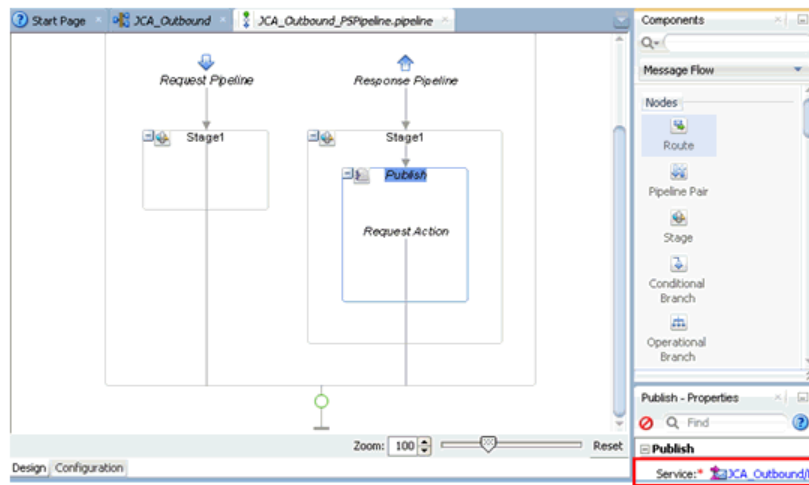 Start Page
JCA_Outbound
JCA_Outbound_PSPipeline.pipeline
Request Pipeline
Response Pipeline
Stage1
Stage1
Publish
Request Action
Zoom: 100
Reset
Design Configuration
Components
Message Flow
Nodes
Route
Pipeline Pair
Stage
Conditional
Branch
Operational
Branch
Publish - Properties
Find
Publish
Service:* JCA_Outbound/